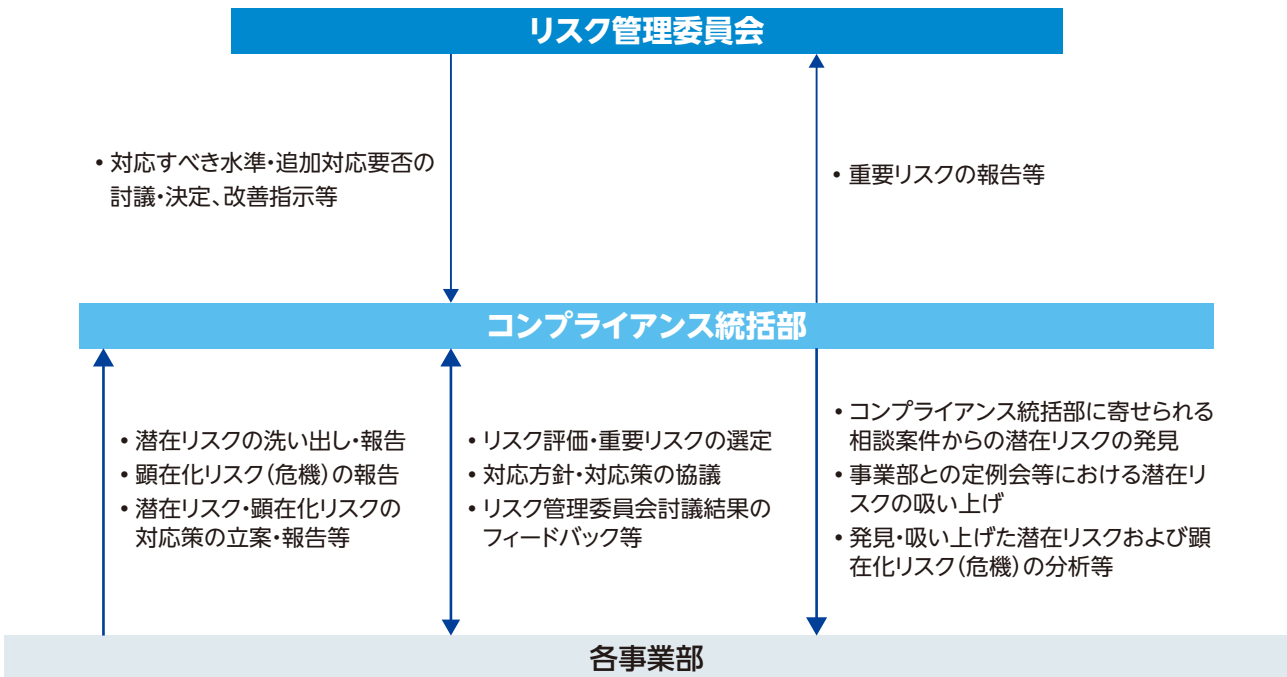 リスク管理委員会
• 対応すべき水準・追加対応要否の
討議・決定、改善指示等
• 重要リスクの報告等
コンプライアンス統括部
• 潜在リスクの洗い出し・報告
• 顕在化リスク(危機)の報告
• 潜在リスク・顕在化リスクの
対応策の立案・報告等
• リスク評価・重要リスクの選定
• 対応方針・対応策の協議
• リスク管理委員会討議結果の
フィードバック等
• コンプライアンス統括部に寄せられる
相談案件からの潜在リスクの発見
• 事業部との定例会等における潜在リ
スクの吸い上げ
• 発見・吸い上げた潜在リスクおよび顕
在化リスク(危機)の分析等
各事業部